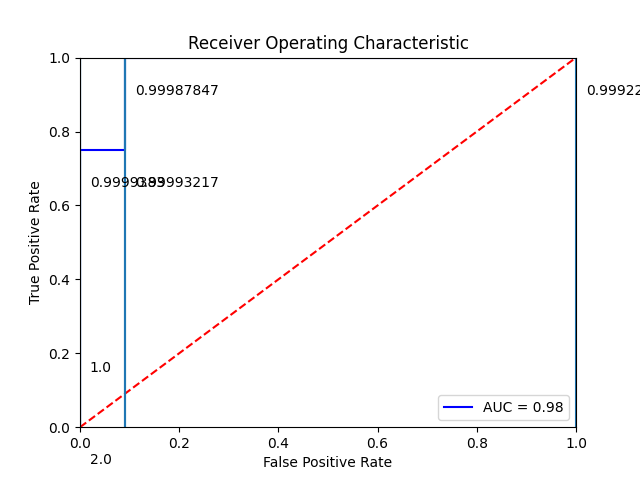 Receiver Operating Characteristic
1.0
0.99987847
0.99922
0.8
0.99993217
0.6
True Positive Rate
0.4
1.0
0.2
AUC = 0.98
0.0
0.0 0.2 0.4 0.6 0.8 1.0
2.0
False Positive Rate